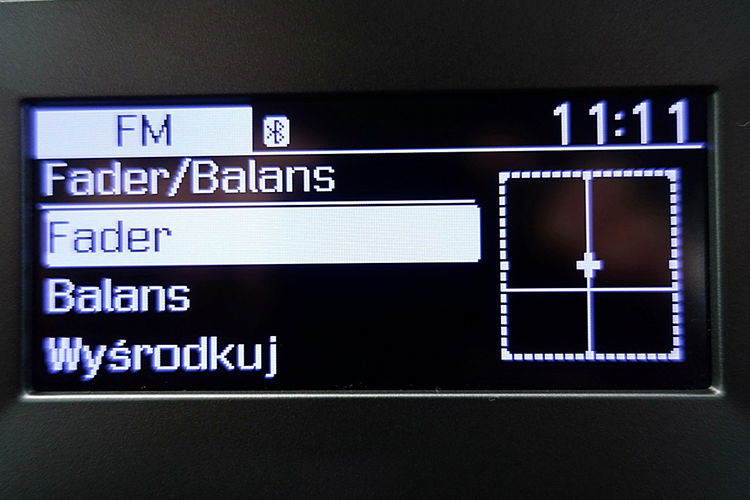 FM 11:11
Fader/Balans
Fader
Balans
Wyśrodkuj